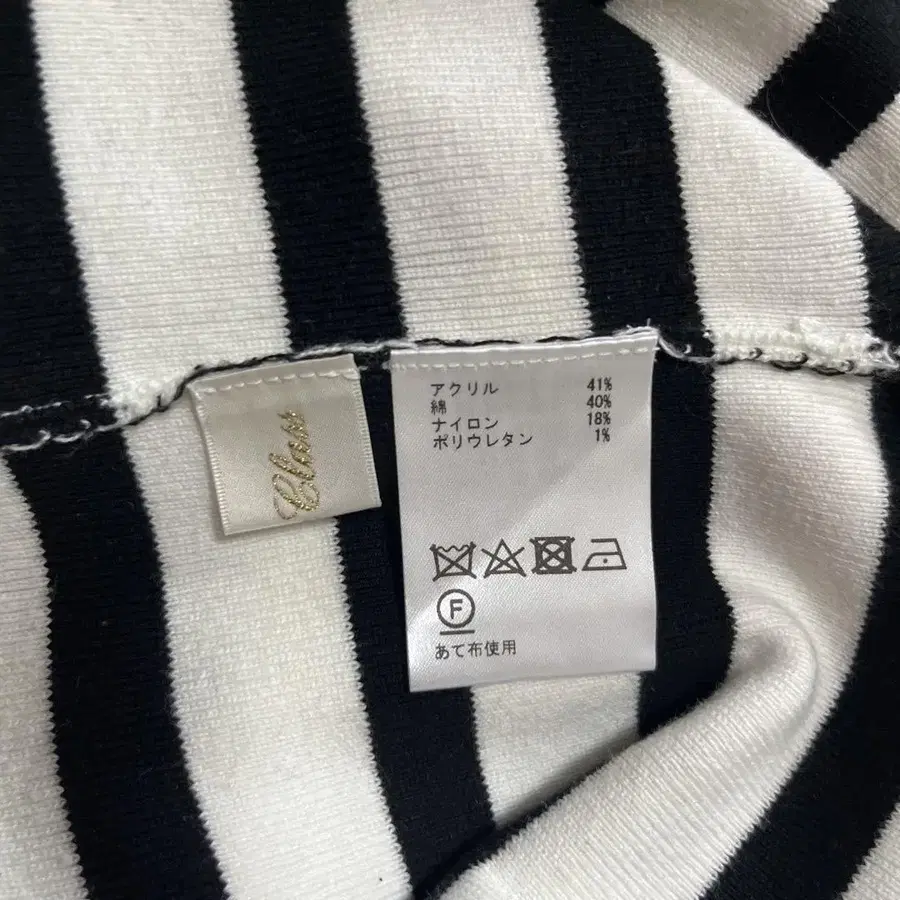 Class
アクリル 41%
綿 40%
ナイロン 18%
ポリウレタン 1%
F
あて布使用